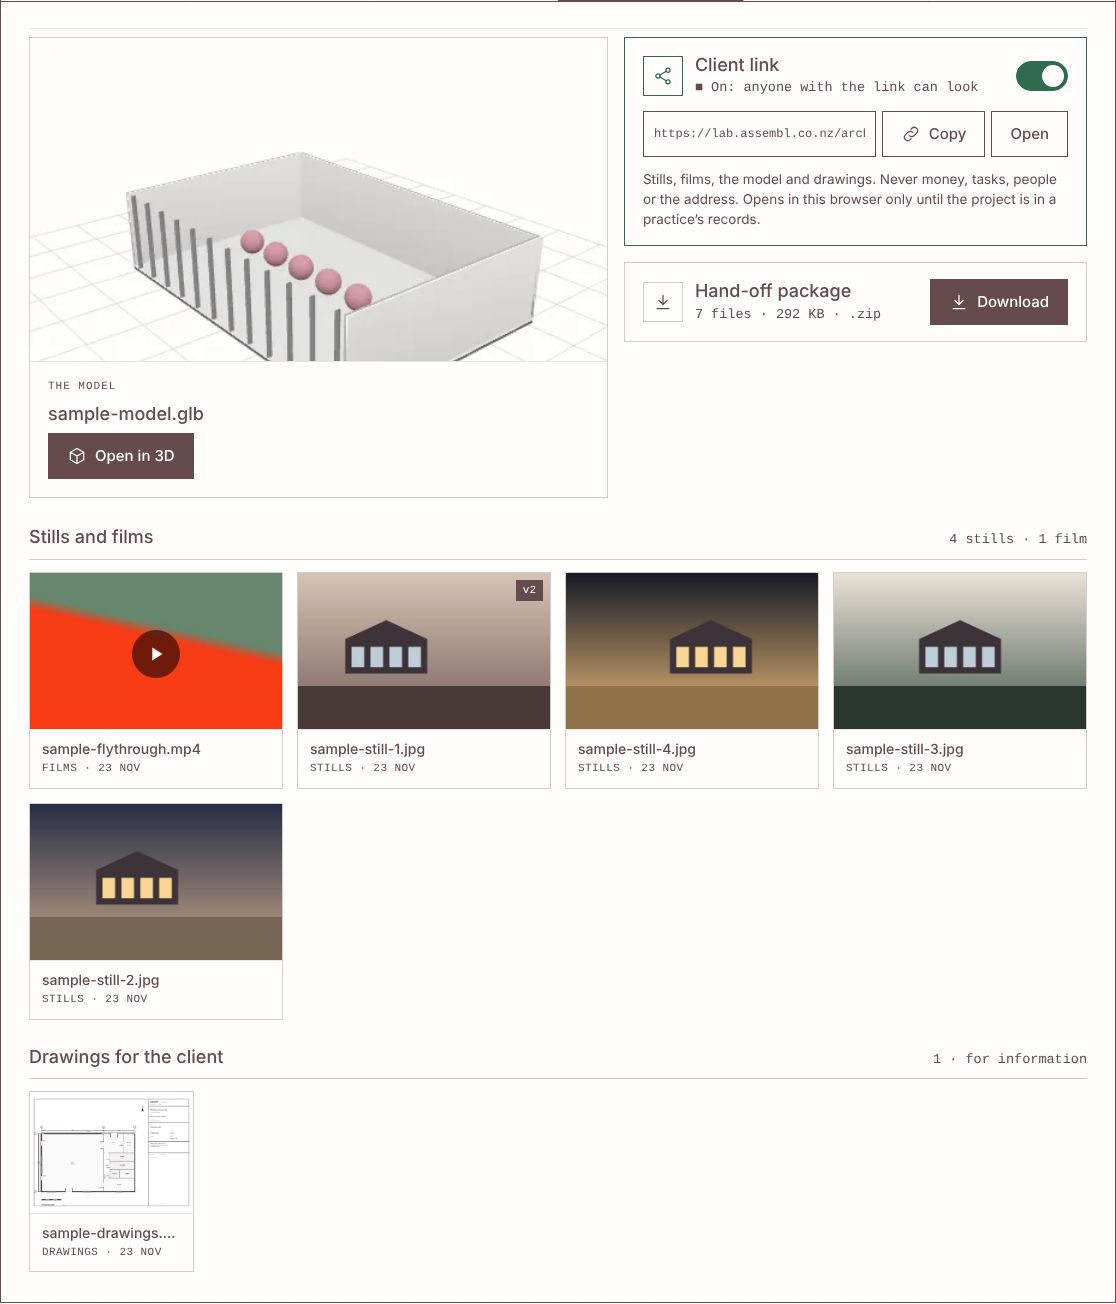 Client link
■ On: anyone with the link can look
https://lab.assembl.co.nz/arcl
Copy
Open
Stills, films, the model and drawings. Never money, tasks, people
or the address. Opens in this browser only until the project is in a
practice’s records.
Hand-off package
7 files · 292 KB · .zip
Download
THE MODEL
sample-model.glb
Open in 3D
Stills and films
4 stills · 1 film
sample-flythrough.mp4
FILMS · 23 NOV
v2
sample-still-1.jpg
STILLS · 23 NOV
sample-still-4.jpg
STILLS · 23 NOV
sample-still-3.jpg
STILLS · 23 NOV
sample-still-2.jpg
STILLS · 23 NOV
Drawings for the client
1 · for information
sample-drawings....
DRAWINGS · 23 NOV